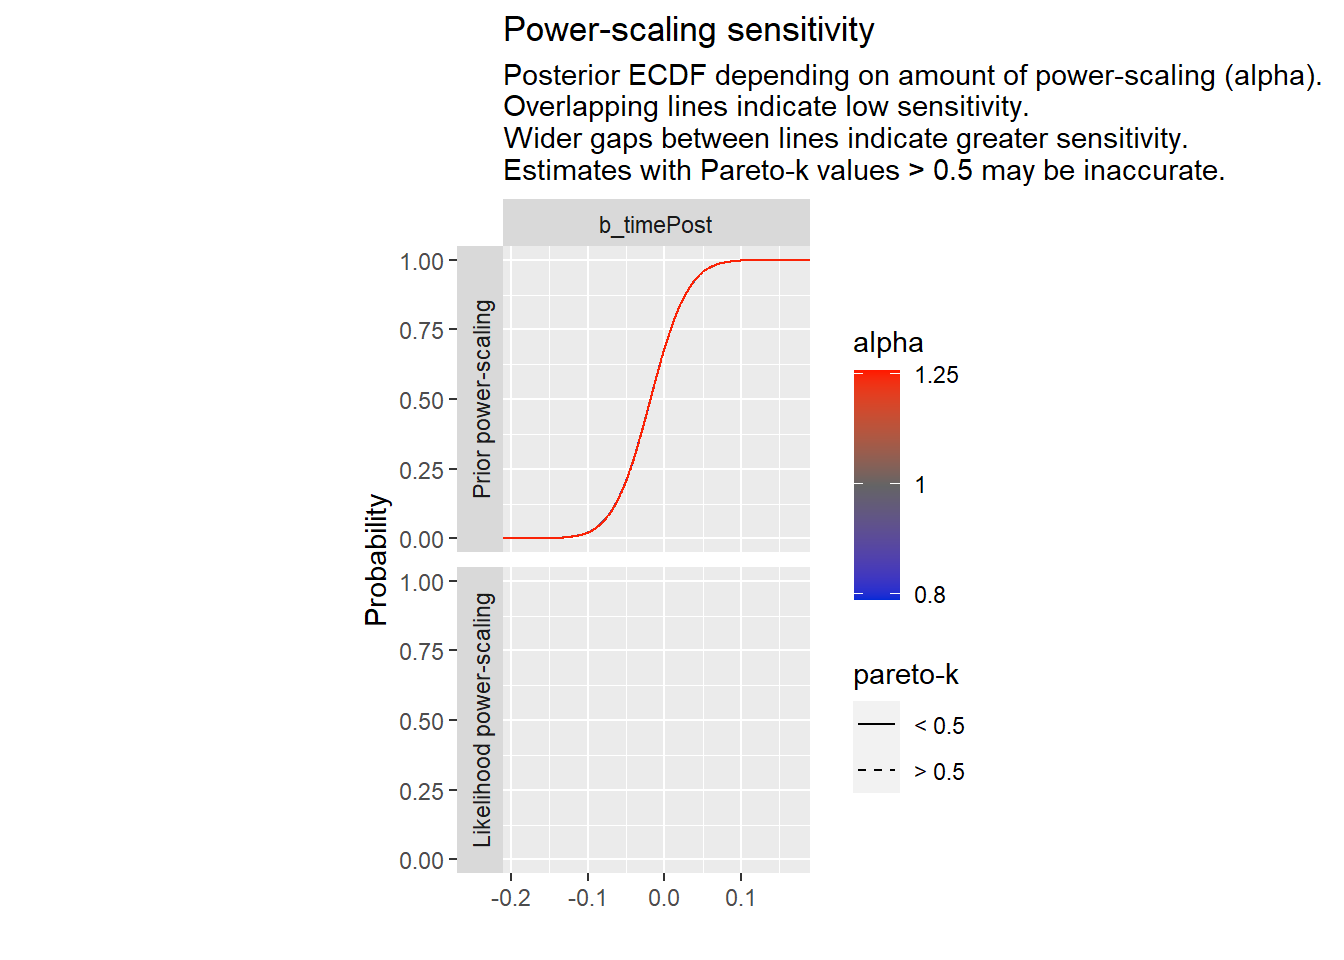 Power-scaling sensitivity
Posterior ECDF depending on amount of power-scaling (alpha).
Overlapping lines indicate low sensitivity.
Wider gaps between lines indicate greater sensitivity.
Estimates with Pareto-k values > 0.5 may be inaccurate.
b_timePost
Probability
Prior power-scaling
1.00
0.75
0.50
0.25
0.00
Likelihood power-scaling
1.00
0.75
0.50
0.25
0.00
-0.2
-0.1
0.0
0.1
alpha
1.25
1
0.8
pareto-k
< 0.5
> 0.5